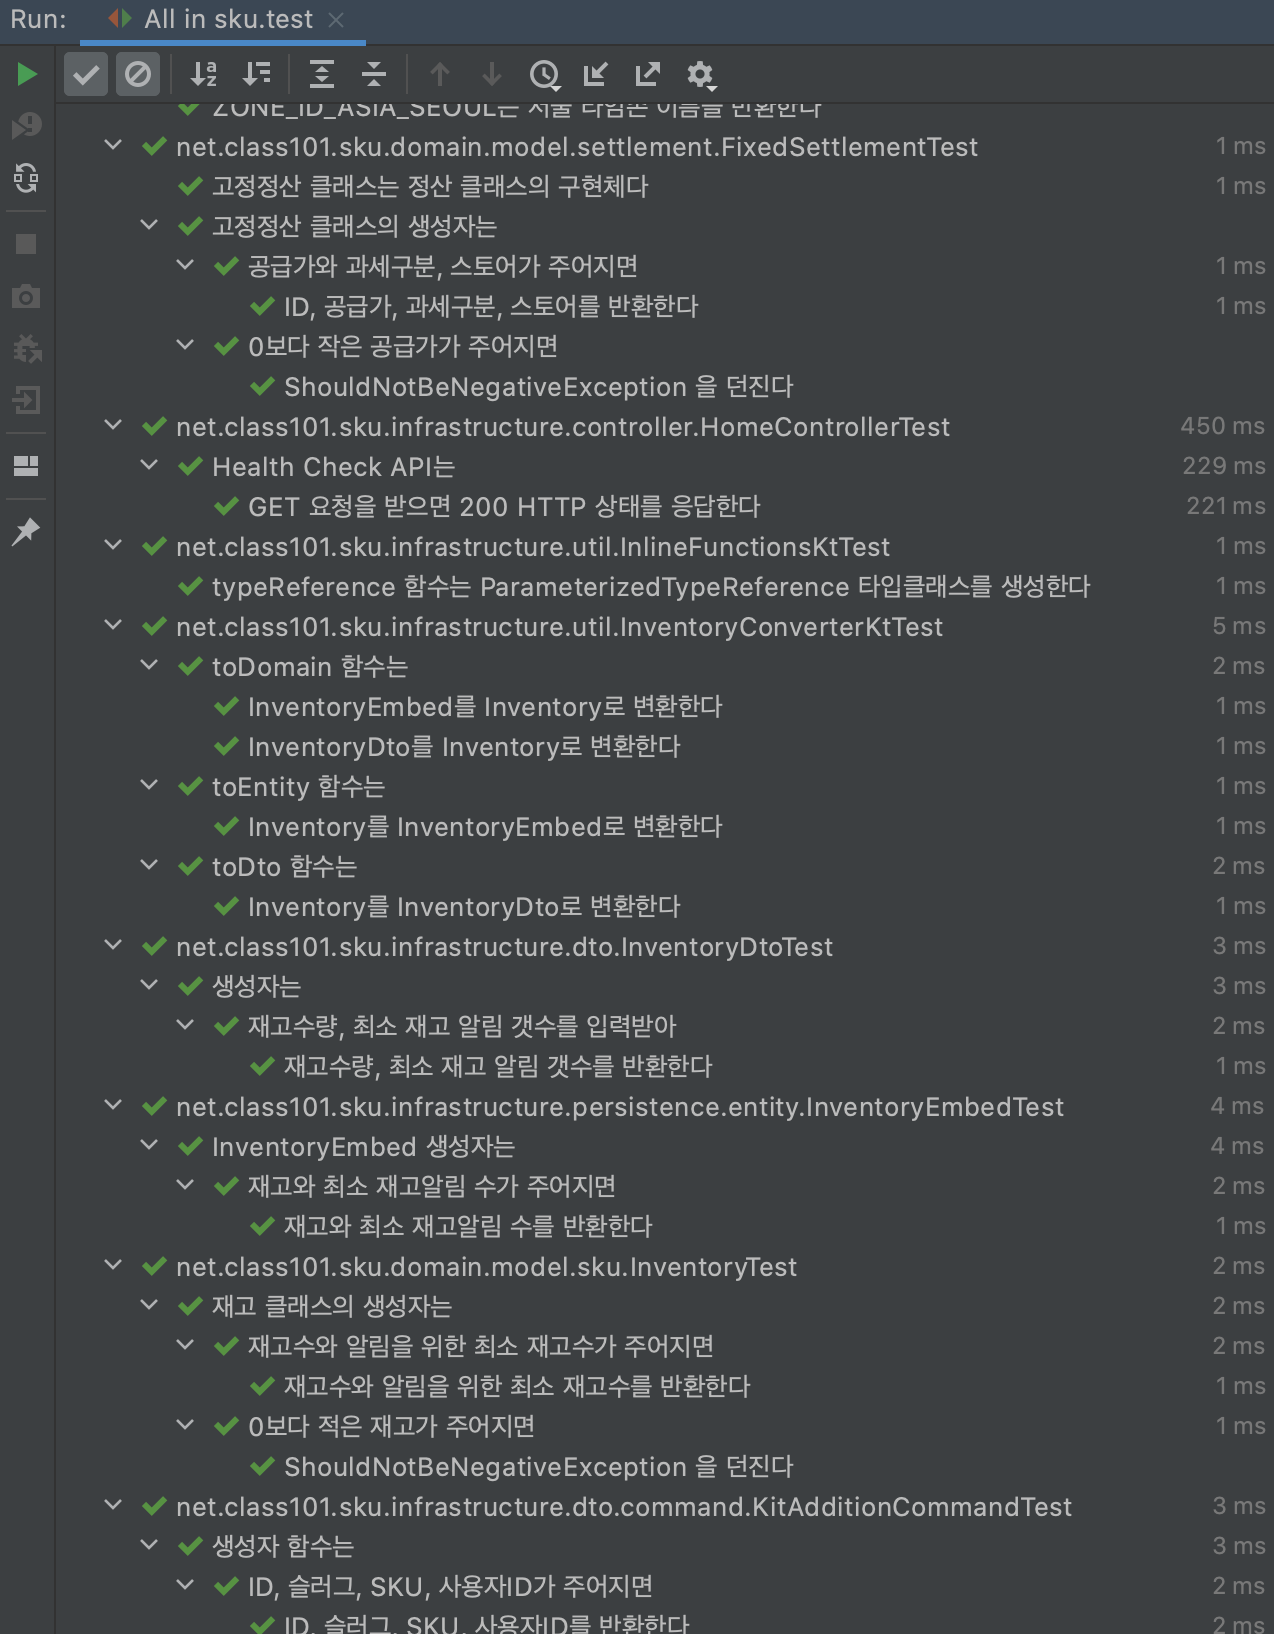 Run: All in sku.test
ZONE_ID_ASIA_SEOUL는 서울 타임존 이름을 반환한다
net.class101.sku.domain.model.settlement.FixedSettlementTest 1 ms
고정정산 클래스는 정산 클래스의 구현체다 1 ms
고정정산 클래스의 생성자는
공급가와 과세구분, 스토어가 주어지면 1 ms
ID, 공급가, 과세구분, 스토어를 반환한다 1 ms
0보다 작은 공급가가 주어지면
ShouldNotBeNegativeException 을 던진다
net.class101.sku.infrastructure.controller.HomeControllerTest 450 ms
Health Check API는 229 ms
GET 요청을 받으면 200 HTTP 상태를 응답한다 221 ms
net.class101.sku.infrastructure.util.InlineFunctionsKtTest 1 ms
typeReference 함수는 ParameterizedTypeReference 타입클래스를 생성한다 1 ms
net.class101.sku.infrastructure.util.InventoryConverterKtTest 5 ms
toDomain 함수는 2 ms
InventoryEmbed를 Inventory로 변환한다 1 ms
InventoryDto를 Inventory로 변환한다 1 ms
toEntity 함수는 1 ms
Inventory를 InventoryEmbed로 변환한다 1 ms
toDto 함수는 2 ms
Inventory를 InventoryDto로 변환한다 1 ms
net.class101.sku.infrastructure.dto.InventoryDtoTest 3 ms
생성자는 3 ms
재고수량, 최소 재고 알림 갯수를 입력받아 2 ms
재고수량, 최소 재고 알림 갯수를 반환한다 1 ms
net.class101.sku.infrastructure.persistence.entity.InventoryEmbedTest 4 ms
InventoryEmbed 생성자는 4 ms
재고와 최소 재고알림 수가 주어지면 2 ms
재고와 최소 재고알림 수를 반환한다 1 ms
net.class101.sku.domain.model.sku.InventoryTest 2 ms
재고 클래스의 생성자는 2 ms
재고수와 알림을 위한 최소 재고수가 주어지면 2 ms
재고수와 알림을 위한 최소 재고수를 반환한다 1 ms
0보다 적은 재고가 주어지면 1 ms
ShouldNotBeNegativeException 을 던진다
net.class101.sku.infrastructure.dto.command.KitAdditionCommandTest 3 ms
생성자 함수는 3 ms
ID, 슬러그, SKU, 사용자ID가 주어지면 2 ms
ID, 슬러그, SKU, 사용자ID를 반환한다 2 ms